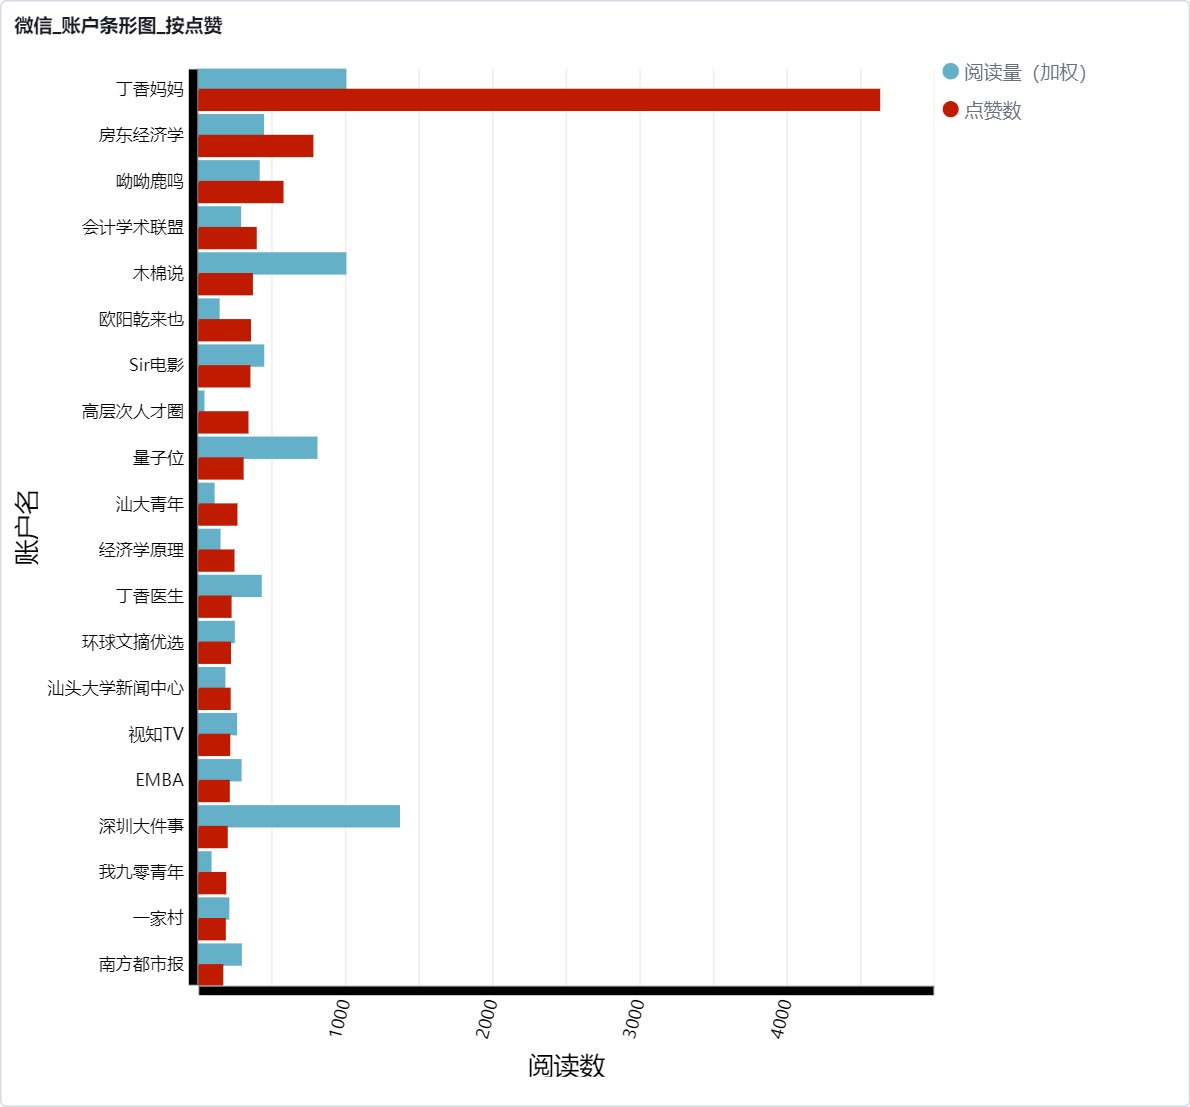 微信_账户条形图_按点赞
阅读量（加权）
点赞数
账户名
丁香妈妈
房东经济学
呦呦鹿鸣
会计学术联盟
木棉说
欧阳乾来也
Sir电影
高层次人才圈
量子位
汕大青年
经济学原理
丁香医生
环球文摘优选
汕头大学新闻中心
视知TV
EMBA
深圳大件事
我九零青年
一家村
南方都市报
1000
2000
3000
4000
阅读数